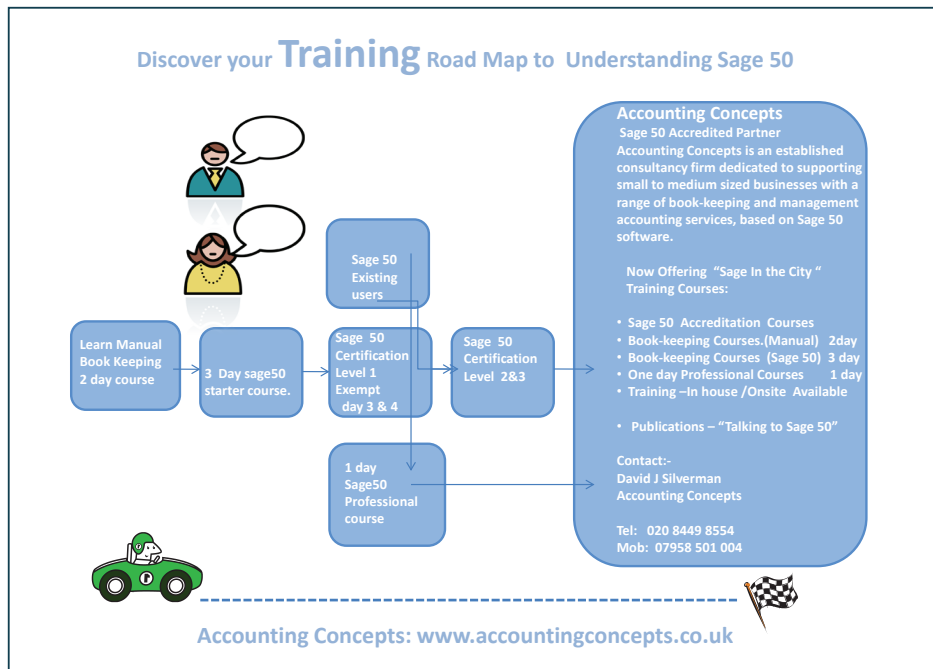 Discover your Training Road Map to Understanding Sage 50
Accounting Concepts
Sage 50 Accredited Partner
Accounting Concepts is an established
consultancy firm dedicated to supporting
small to medium sized businesses with a
range of book-keeping and management
accounting services, based on Sage 50
software.
Now Offering "Sage In the City "
Training Courses:
• Sage 50 Accreditation Courses
• Book-keeping Courses.(Manual) 2day
• Book-keeping Courses (Sage 50) 3 day
• One day Professional Courses 1 day
• Training –In house /Onsite Available
• Publications – "Talking to Sage 50"
Contact:-
David J Silverman
Accounting Concepts
Tel: 020 8449 8554
Mob: 07958 501 004
Sage 50
Existing
users
Learn Manual
Book Keeping
2 day course
3 Day sage50
starter course.
Sage 50
Certification
Level 1
Exempt
day 3 & 4
Sage 50
Certification
Level 2&3
1 day
Sage50
Professional
course
Accounting Concepts: www.accountingconcepts.co.uk